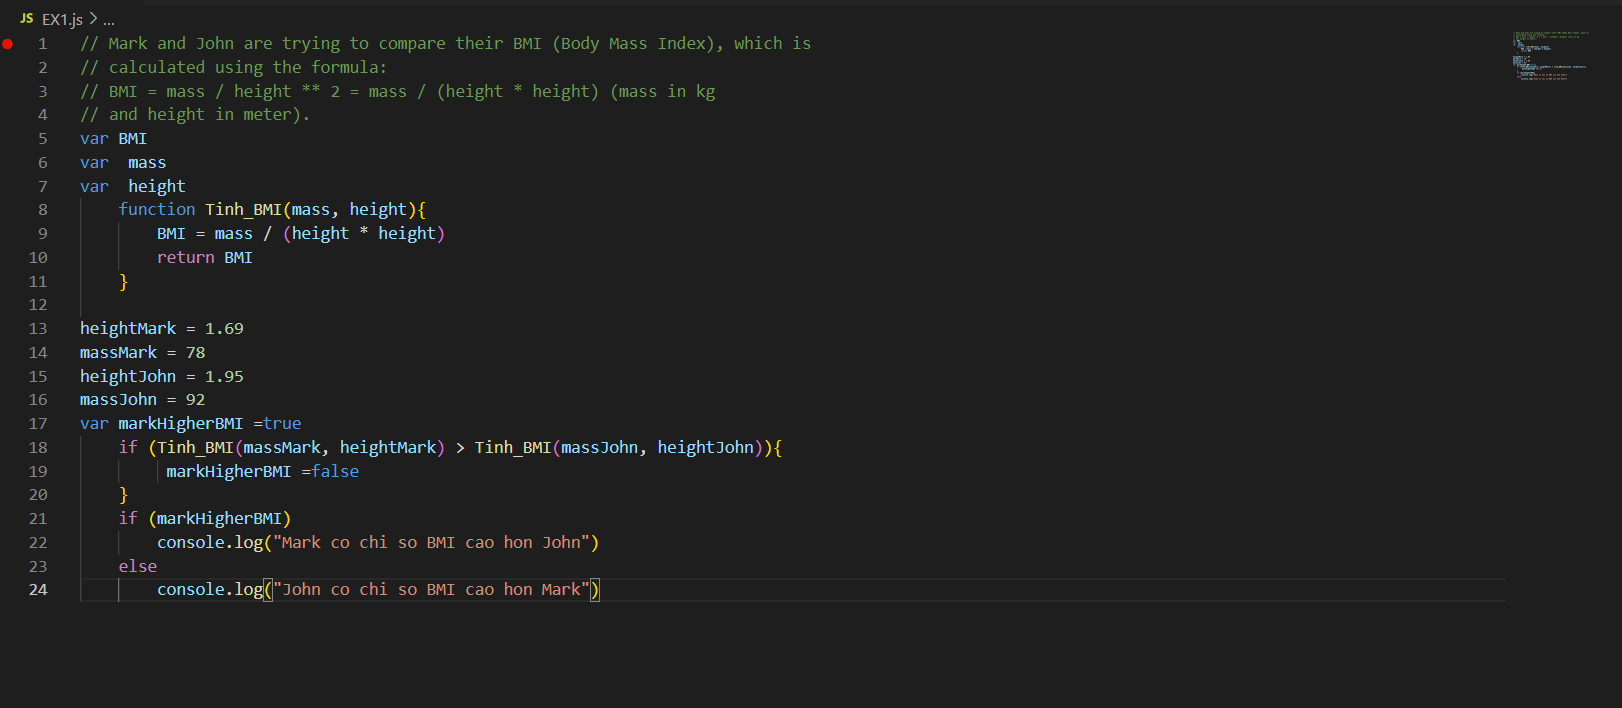 JS EX1.js > ...
1 // Mark and John are trying to compare their BMI (Body Mass Index), which is
2 // calculated using the formula:
3 // BMI = mass / height ** 2 = mass / (height * height) (mass in kg
4 // and height in meter).
5 var BMI
6 var  mass
7 var  height
8     function Tinh_BMI(mass, height){
9         BMI = mass / (height * height)
10         return BMI
11     }
12
13 heightMark = 1.69
14 massMark = 78
15 heightJohn = 1.95
16 massJohn = 92
17 var markHigherBMI =true
18     if (Tinh_BMI(massMark, heightMark) > Tinh_BMI(massJohn, heightJohn)){
19          markHigherBMI =false
20     }
21     if (markHigherBMI)
22         console.log("Mark co chi so BMI cao hon John")
23     else
24         console.log("John co chi so BMI cao hon Mark")